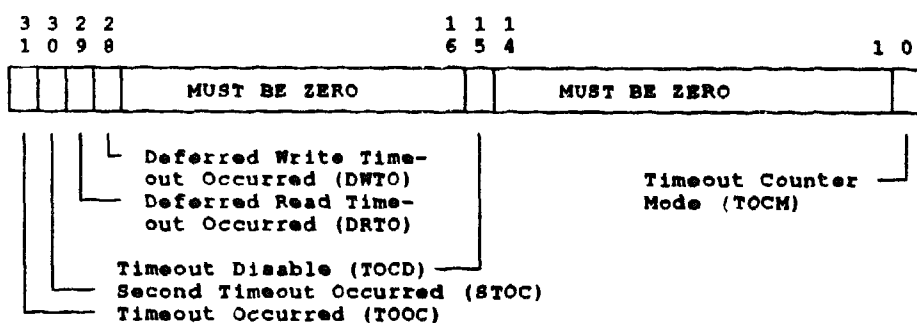 3 3 2 2 1 1 1
1 0 9 8 6 5 4 1 0
MUST BE ZERO MUST BE ZERO
Deferred Write Time-
out Occurred (DWTO)
Deferred Read Time-
out Occurred (DRTO)
Timeout Counter
Mode (TOCM)
Timeout Disable (TOCD)
Second Timeout Occurred (STOC)
Timeout Occurred (TOOC)